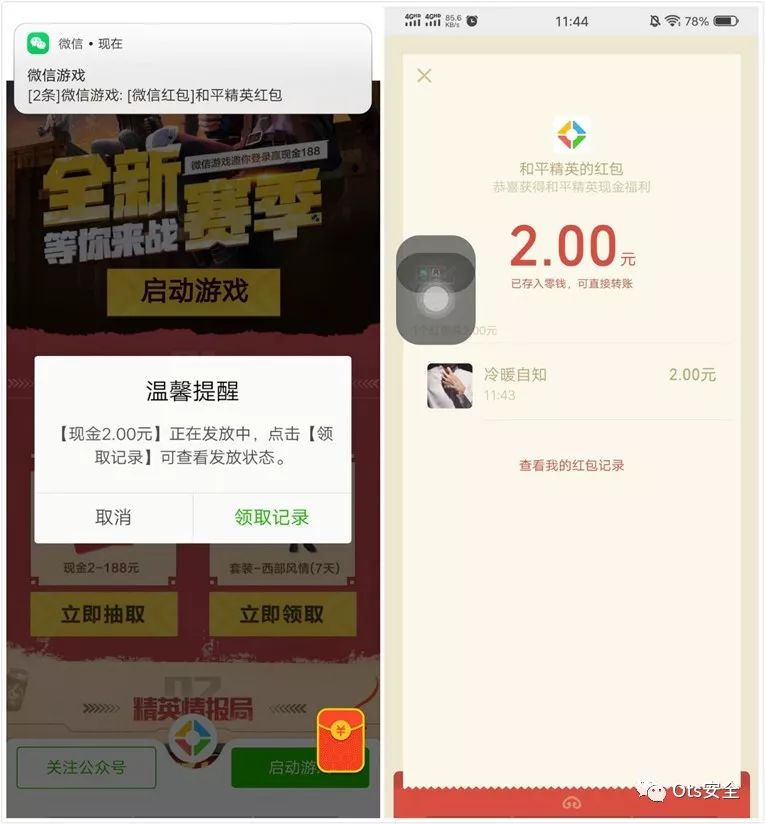 微信 • 现在
微信游戏
[2条]微信游戏: [微信红包]和平精英红包
微信游戏邀你登录赢现金188
全新赛季
等你来战
启动游戏
温馨提醒
【现金2.00元】正在发放中，点击【领
取记录】可查看发放状态。
取消
领取记录
现金2-188元
套装-西部风情(7天)
立即抽取
立即领取
02
精英情报局
关注公众号
启动游
4GHD
4GHD
85.6
KB/s
11:44
78%
和平精英的红包
恭喜获得和平精英现金福利
2.00元
已存入零钱，可直接转账
1个红包共2.00元
冷暖自知
2.00元
11:43
查看我的红包记录
Ots安全